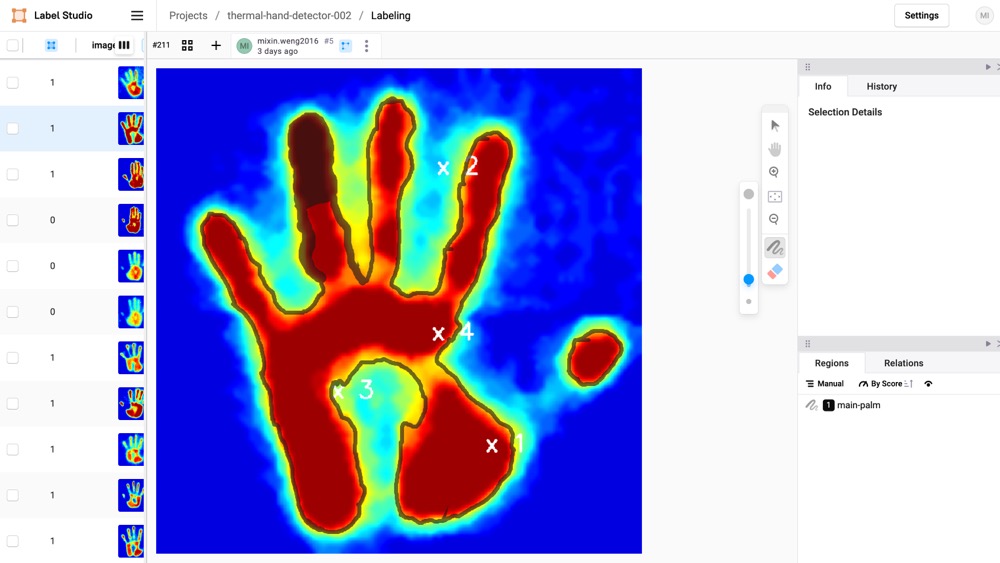 Label Studio
Projects / thermal-hand-detector-002 / Labeling
Settings
MI
image
#211
MI
mixin.weng2016 #5
3 days ago
Info
History
Selection Details
1
1
1
0
0
0
1
1
1
1
1
x 2
x 4
x 3
x 1
Regions
Relations
Manual
By Score
1 main-palm